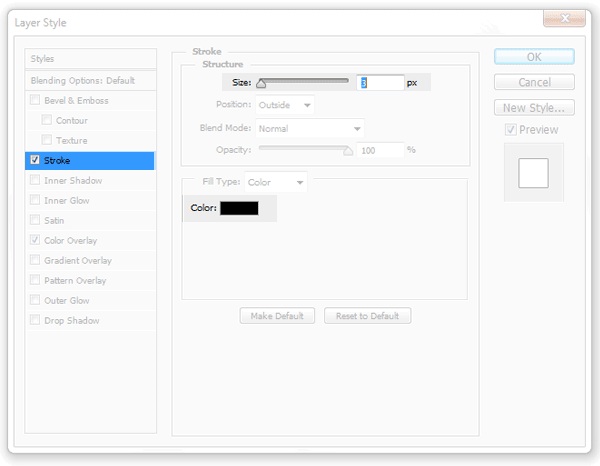 Layer Style
Styles
Blending Options: Default
Bevel & Emboss
Contour
Texture
Stroke
Inner Shadow
Inner Glow
Satin
Color Overlay
Gradient Overlay
Pattern Overlay
Outer Glow
Drop Shadow
Stroke
Structure
Size: 3 px
Position: Outside
Blend Mode: Normal
Opacity: 100 %
Fill Type: Color
Color:
Make Default Reset to Default
OK
Cancel
New Style...
Preview